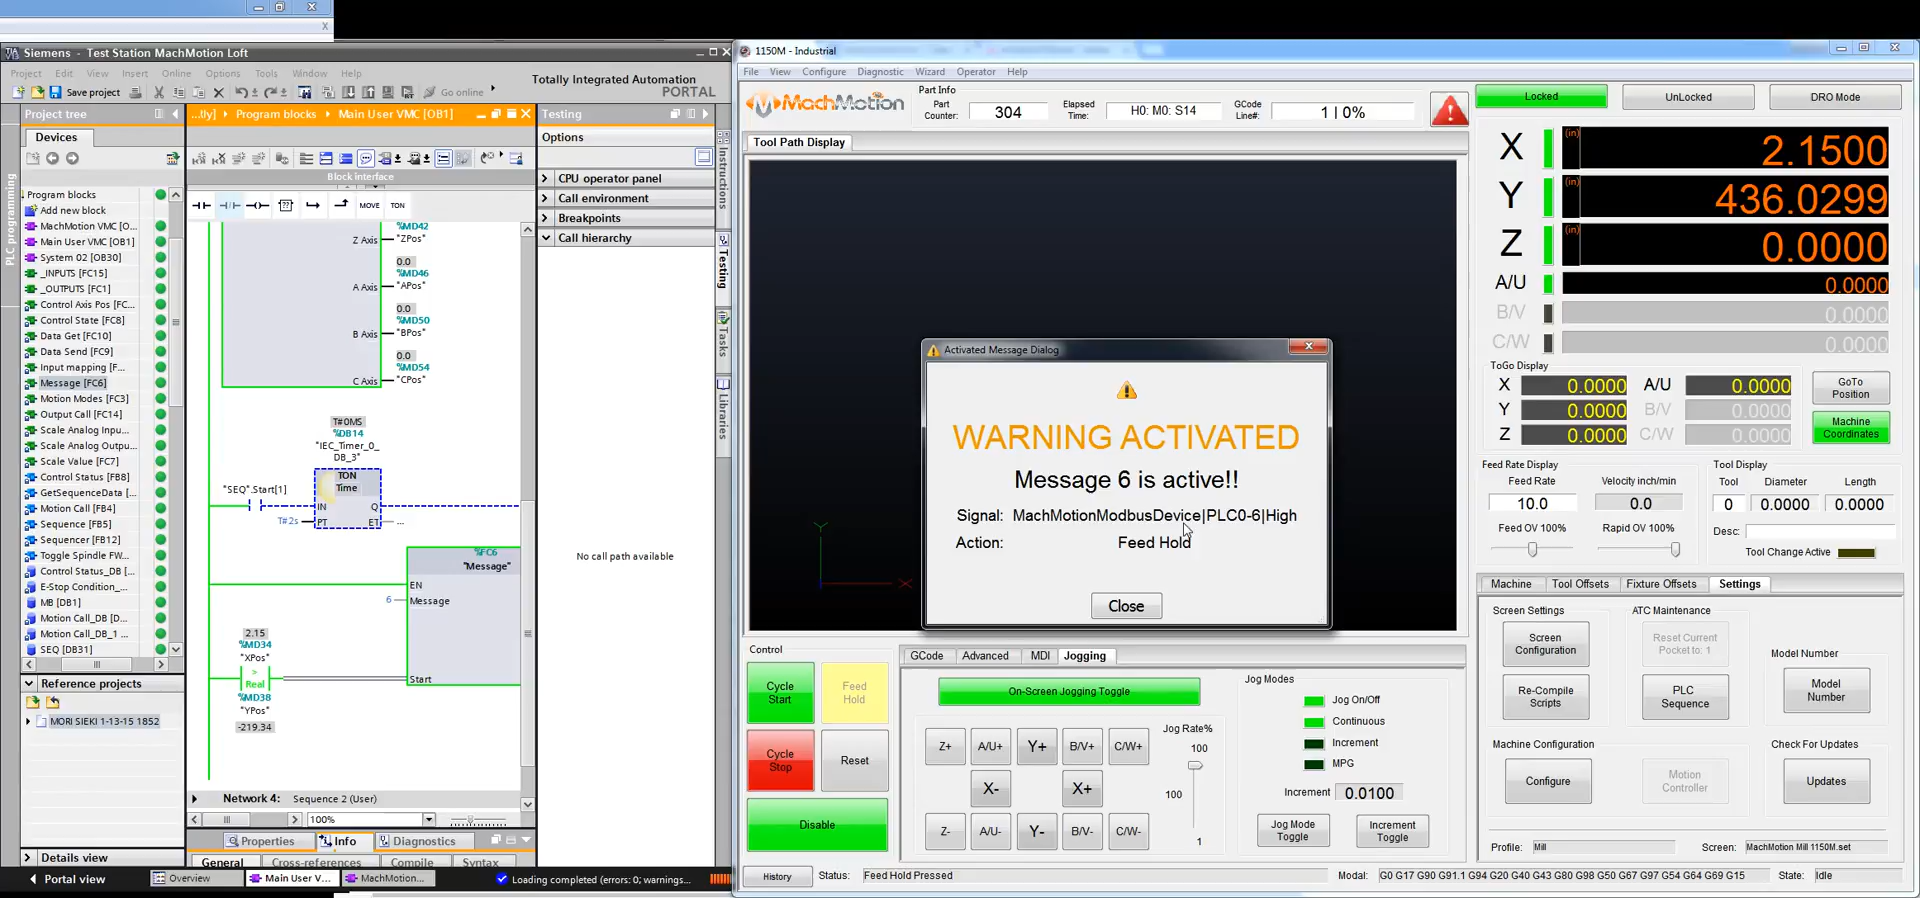 Siemens - Test Station MachMotion Loft
Project Edit View Insert Online Options Tools Window Help
Totally Integrated Automation
PORTAL
Save project
Go online
Project tree
...tly] Program blocks Main User VMC [OB1]
Testing
Devices
Options
PLC programming
Block interface
MOVE
TON
CPU operator panel
Call environment
Breakpoints
Call hierarchy
No call path available
Instructions
Testing
Tasks
Libraries
Program blocks
Add new block
MachMotion VMC [O...
Main User VMC [OB1]
System 02 [OB30]
_INPUTS [FC15]
_OUTPUTS [FC1]
Control Axis Pos [FC...
Control State [FC8]
Data Get [FC10]
Data Send [FC9]
Input mapping [F...
Message [FC6]
Motion Modes [FC3]
Output Call [FC14]
Scale Analog Input...
Scale Analog Outpu...
Scale Value [FC7]
Control Status [FB8]
GetSequenceData [...
Motion Call [FB4]
Sequence [FB5]
Sequencer [FB12]
Toggle Spindle FW...
Control Status_DB [...
E-Stop Condition_...
MB [DB1]
Motion Call_DB [D...
Motion Call_DB_1 ...
SEQ [DB31]
Reference projects
MORI SIEKI 1-13-15 1852
Details view
Portal view
%MD42
Z Axis "ZPos"
0.0
%MD46
A Axis "APos"
0.0
%MD50
B Axis "BPos"
0.0
%MD54
C Axis "CPos"
T#0MS
%DB14
"IEC_Timer_0_
DB_3"
TON
Time
"SEQ".Start[1]
IN Q
T#2s PT ET ...
%FC6
"Message"
EN
6 Message
2.15
%MD34
"XPos"
>
Real
Start
%MD38
"YPos"
-219.34
Network 4: Sequence 2 (User)
100%
Properties Info Diagnostics
General Cross-references Compile Syntax
Overview Main User V... MachMotion...
Loading completed (errors: 0; warnings...
1150M - Industrial
File View Configure Diagnostic Wizard Operator Help
MachMotion
Part Info
Part
Counter: 304
Elapsed
Time: H0: M0: S14
GCode
Line#: 1 | 0%
Tool Path Display
Locked UnLocked DRO Mode
X (in) 2.1500
Y (in) 436.0299
Z (in) 0.0000
A/U 0.0000
B/V 0.0000
C/W 0.0000
ToGo Display
X 0.0000 A/U 0.0000
Y 0.0000 B/V 0.0000
Z 0.0000 C/W 0.0000
GoTo
Position
Machine
Coordinates
Feed Rate Display
Feed Rate Velocity inch/min
10.0 0.0
Feed OV 100% Rapid OV 100%
Tool Display
Tool Diameter Length
0 0.0000 0.0000
Desc:
Tool Change Active
Activated Message Dialog
WARNING ACTIVATED
Message 6 is active!!
Signal: MachMotionModbusDevice|PLC0-6|High
Action: Feed Hold
Close
Y
X
Machine Tool Offsets Fixture Offsets Settings
Screen Settings
Screen
Configuration
Re-Compile
Scripts
ATC Maintenance
Reset Current
Pocket to: 1
PLC
Sequence
Model Number
Model
Number
Machine Configuration
Configure
Motion
Controller
Check For Updates
Updates
Profile: Mill
Screen: MachMotion Mill 1150M.set
Control
Cycle
Start
Feed
Hold
Cycle
Stop
Reset
Disable
GCode Advanced MDI Jogging
On-Screen Jogging Toggle
Z+ A/U+ Y+ B/V+ C/W+
X- X+
Z- A/U- Y- B/V- C/W-
Jog Rate%
100
100
1
Jog Modes
Jog On/Off
Continuous
Increment
MPG
Increment 0.0100
Jog Mode
Toggle
Increment
Toggle
History
Status: Feed Hold Pressed
Modal: G0 G17 G90 G91.1 G94 G20 G40 G43 G80 G98 G50 G67 G97 G54 G64 G69 G15
State: Idle